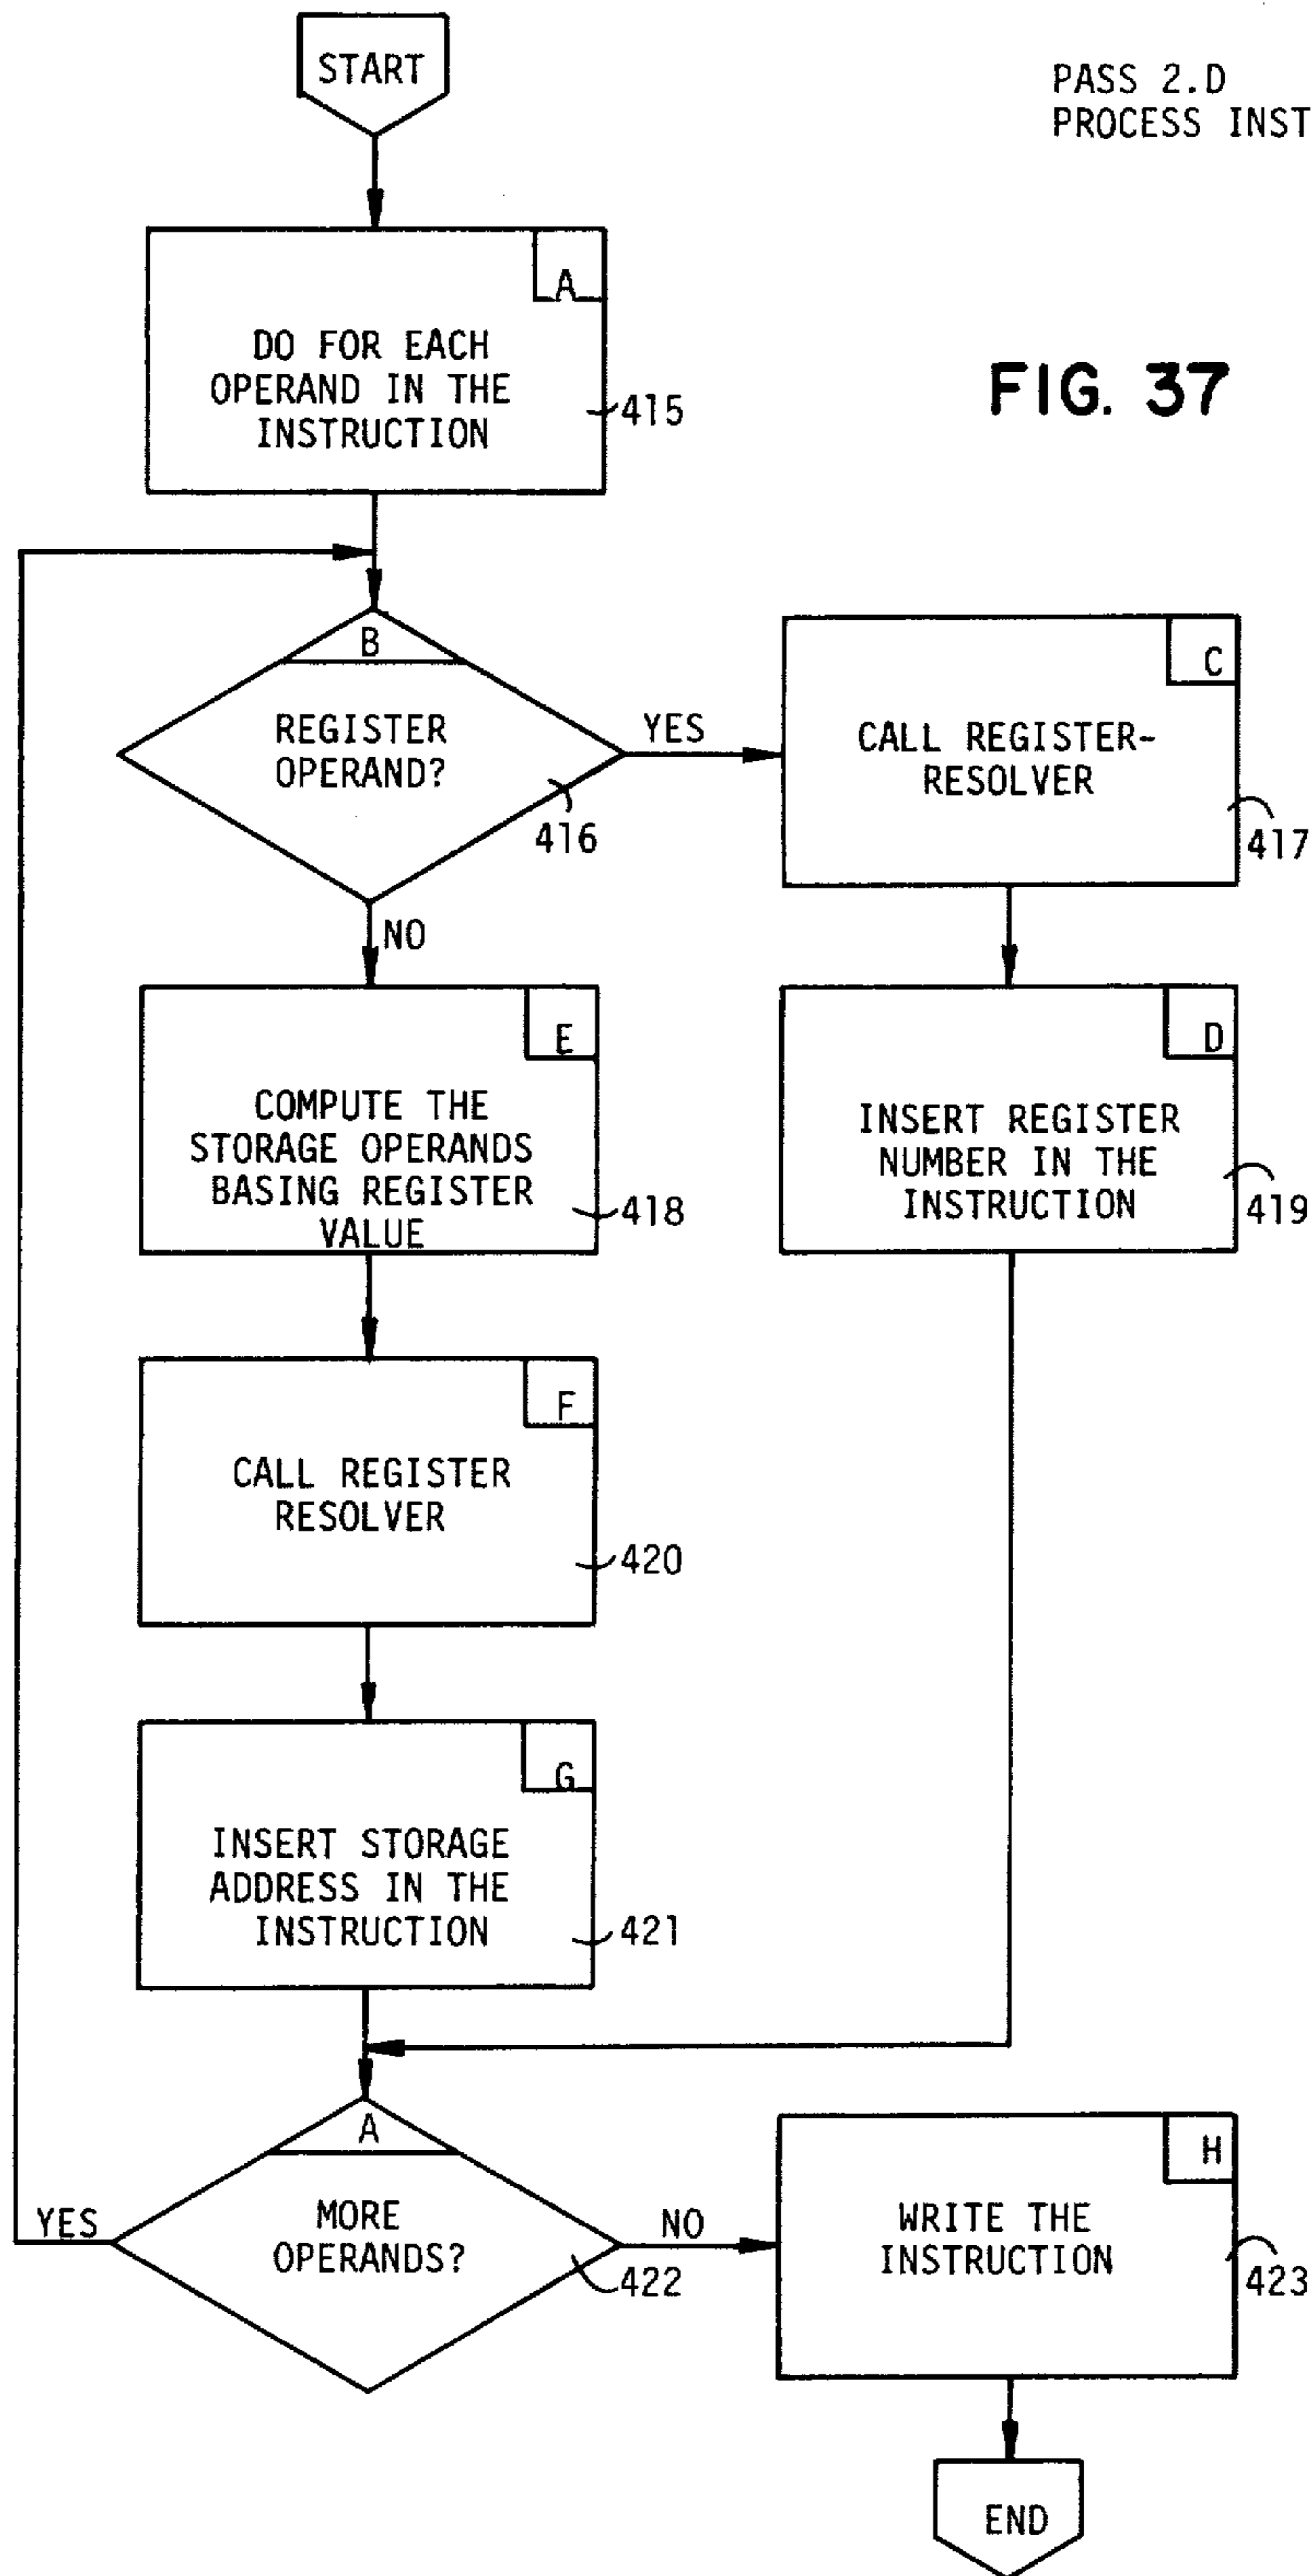 START
PASS 2.D
PROCESS INST
A
DO FOR EACH
OPERAND IN THE
INSTRUCTION
415
FIG. 37
B
REGISTER
OPERAND?
416
YES
NO
C
CALL REGISTER-
RESOLVER
417
E
COMPUTE THE
STORAGE OPERANDS
BASING REGISTER
VALUE
418
D
INSERT REGISTER
NUMBER IN THE
INSTRUCTION
419
F
CALL REGISTER
RESOLVER
420
G
INSERT STORAGE
ADDRESS IN THE
INSTRUCTION
421
A
MORE
OPERANDS?
422
YES
NO
H
WRITE THE
INSTRUCTION
423
END